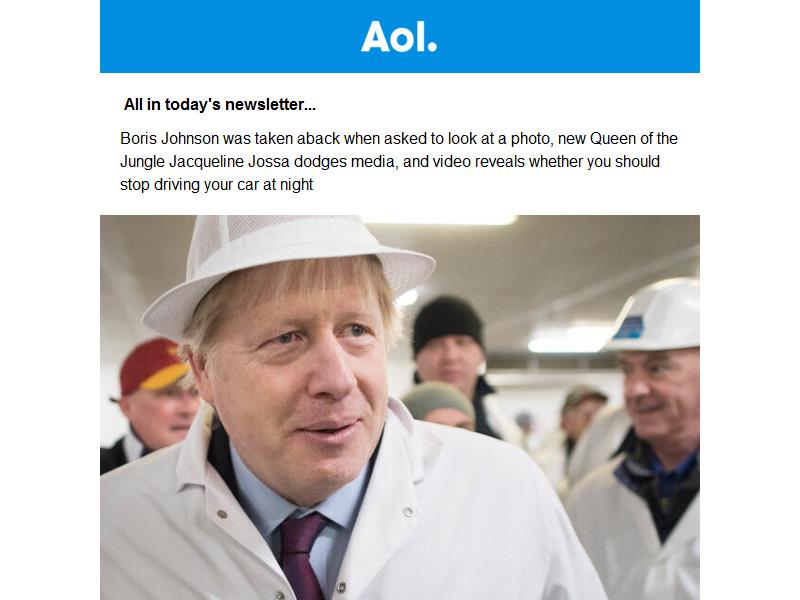 Aol.
All in today's newsletter...
Boris Johnson was taken aback when asked to look at a photo, new Queen of the
Jungle Jacqueline Jossa dodges media, and video reveals whether you should
stop driving your car at night